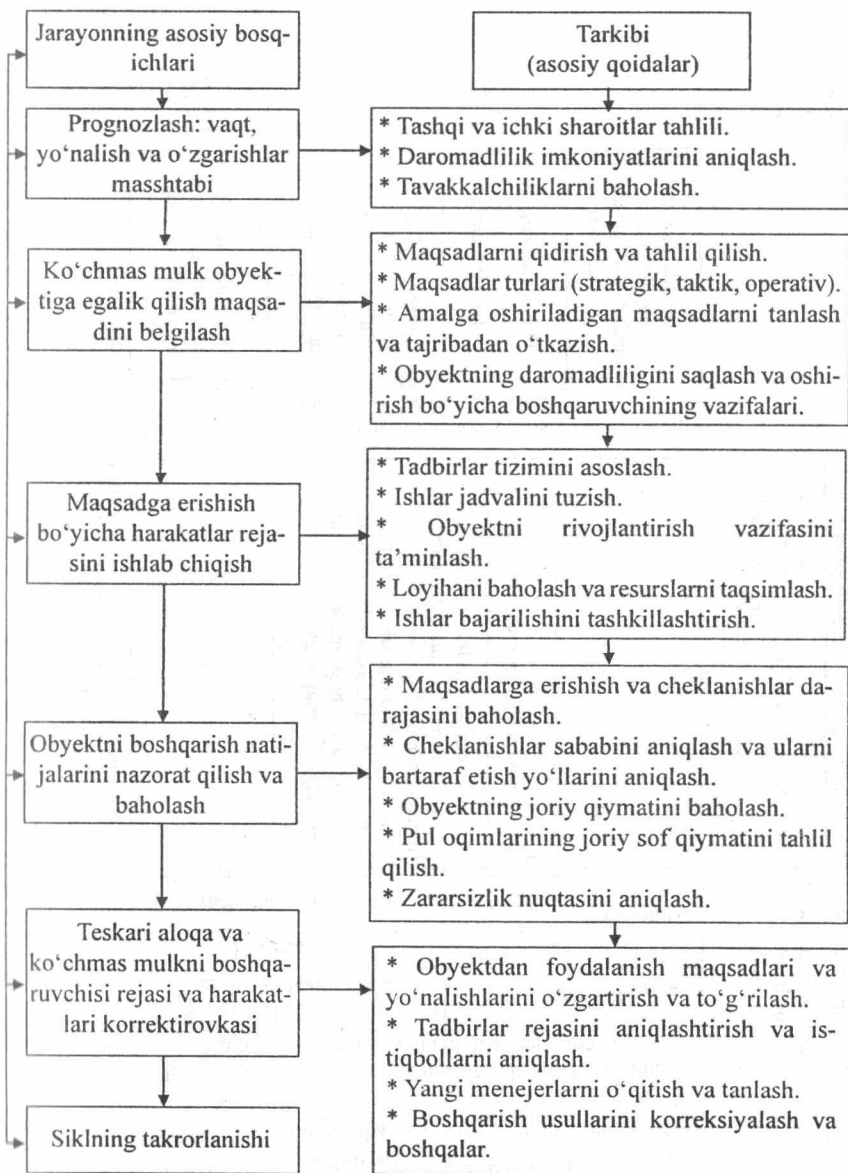 Jarayonning asosiy bosq-
ichlari
Tarkibi
(asosiy qoidalar)
Prognozlash: vaqt,
yo‘nalish va o‘zgarishlar
masshtabi
* Tashqi va ichki sharoitlar tahlili.
* Daromadlilik imkoniyatlarini aniqlash.
* Tavakkalchiliklarni baholash.
Ko‘chmas mulk obyek-
tiga egalik qilish maqsa-
dini belgilash
* Maqsadlarni qidirish va tahlil qilish.
* Maqsadlar turlari (strategik, taktik, operativ).
* Amalga oshiriladigan maqsadlarni tanlash
va tajribadan o‘tkazish.
* Obyektning daromadliligini saqlash va oshi-
rish bo‘yicha boshqaruvchining vazifalari.
Maqsadga erishish
bo‘yicha harakatlar reja-
sini ishlab chiqish
* Tadbirlar tizimini asoslash.
* Ishlar jadvalini tuzish.
* Obyektni rivojlantirish vazifasini
ta’minlash.
* Loyihani baholash va resurslarni taqsimlash.
* Ishlar bajarilishini tashkillashtirish.
Obyektni boshqarish nati-
jalarini nazorat qilish va
baholash
* Maqsadlarga erishish va cheklanishlar da-
rajasini baholash.
* Cheklanishlar sababini aniqlash va ularni
bartaraf etish yo‘llarini aniqlash.
* Obyektning joriy qiymatini baholash.
* Pul oqimlarining joriy sof qiymatini tahlil
qilish.
* Zararsizlik nuqtasini aniqlash.
Teskari aloqa va
ko‘chmas mulkni boshqa-
ruvchisi rejasi va harakat-
lari korrektirovkasi
* Obyektdan foydalanish maqsadlari va
yo‘nalishlarini o‘zgartirish va to‘g‘rilash.
* Tadbirlar rejasini aniqlashtirish va is-
tiqbollarni aniqlash.
* Yangi menejerlarni o‘qitish va tanlash.
* Boshqarish usullarini korreksiyalash va
boshqalar.
Siklning takrorlanishi